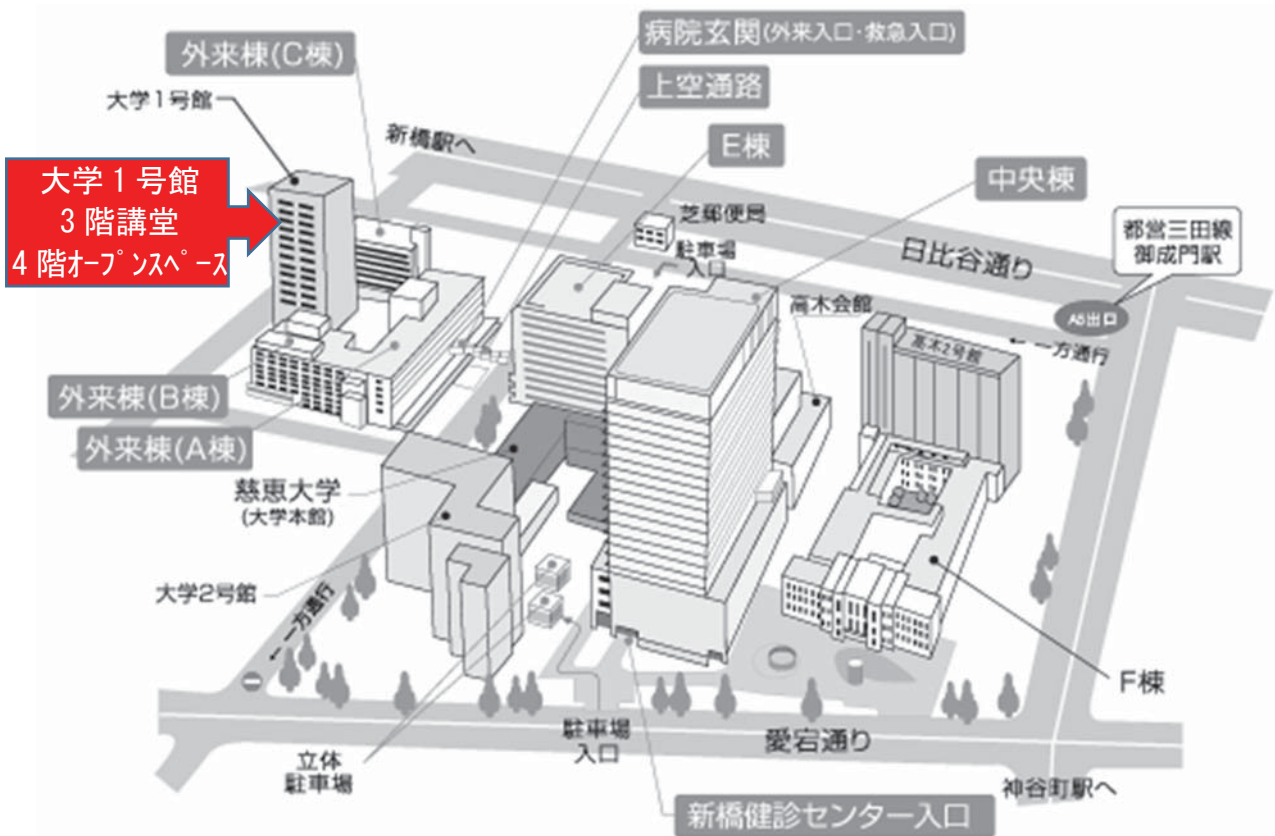 病院玄関(外来入口・救急入口)
外来棟(C棟)
上空通路
大学1号館
新橋駅へ
E棟
中央棟
大学1号館
3階講堂
4階ｵｰﾌﾟﾝｽﾍﾟｰｽ
芝郵便局
駐車場
入口
日比谷通り
都営三田線
御成門駅
高木会館
A5出口
高木2号館
←一方通行
外来棟(B棟)
外来棟(A棟)
慈恵大学
(大学本館)
大学2号館
←一方通行
F棟
駐車場
入口
愛宕通り
立体
駐車場
神谷町駅へ
新橋健診センター入口